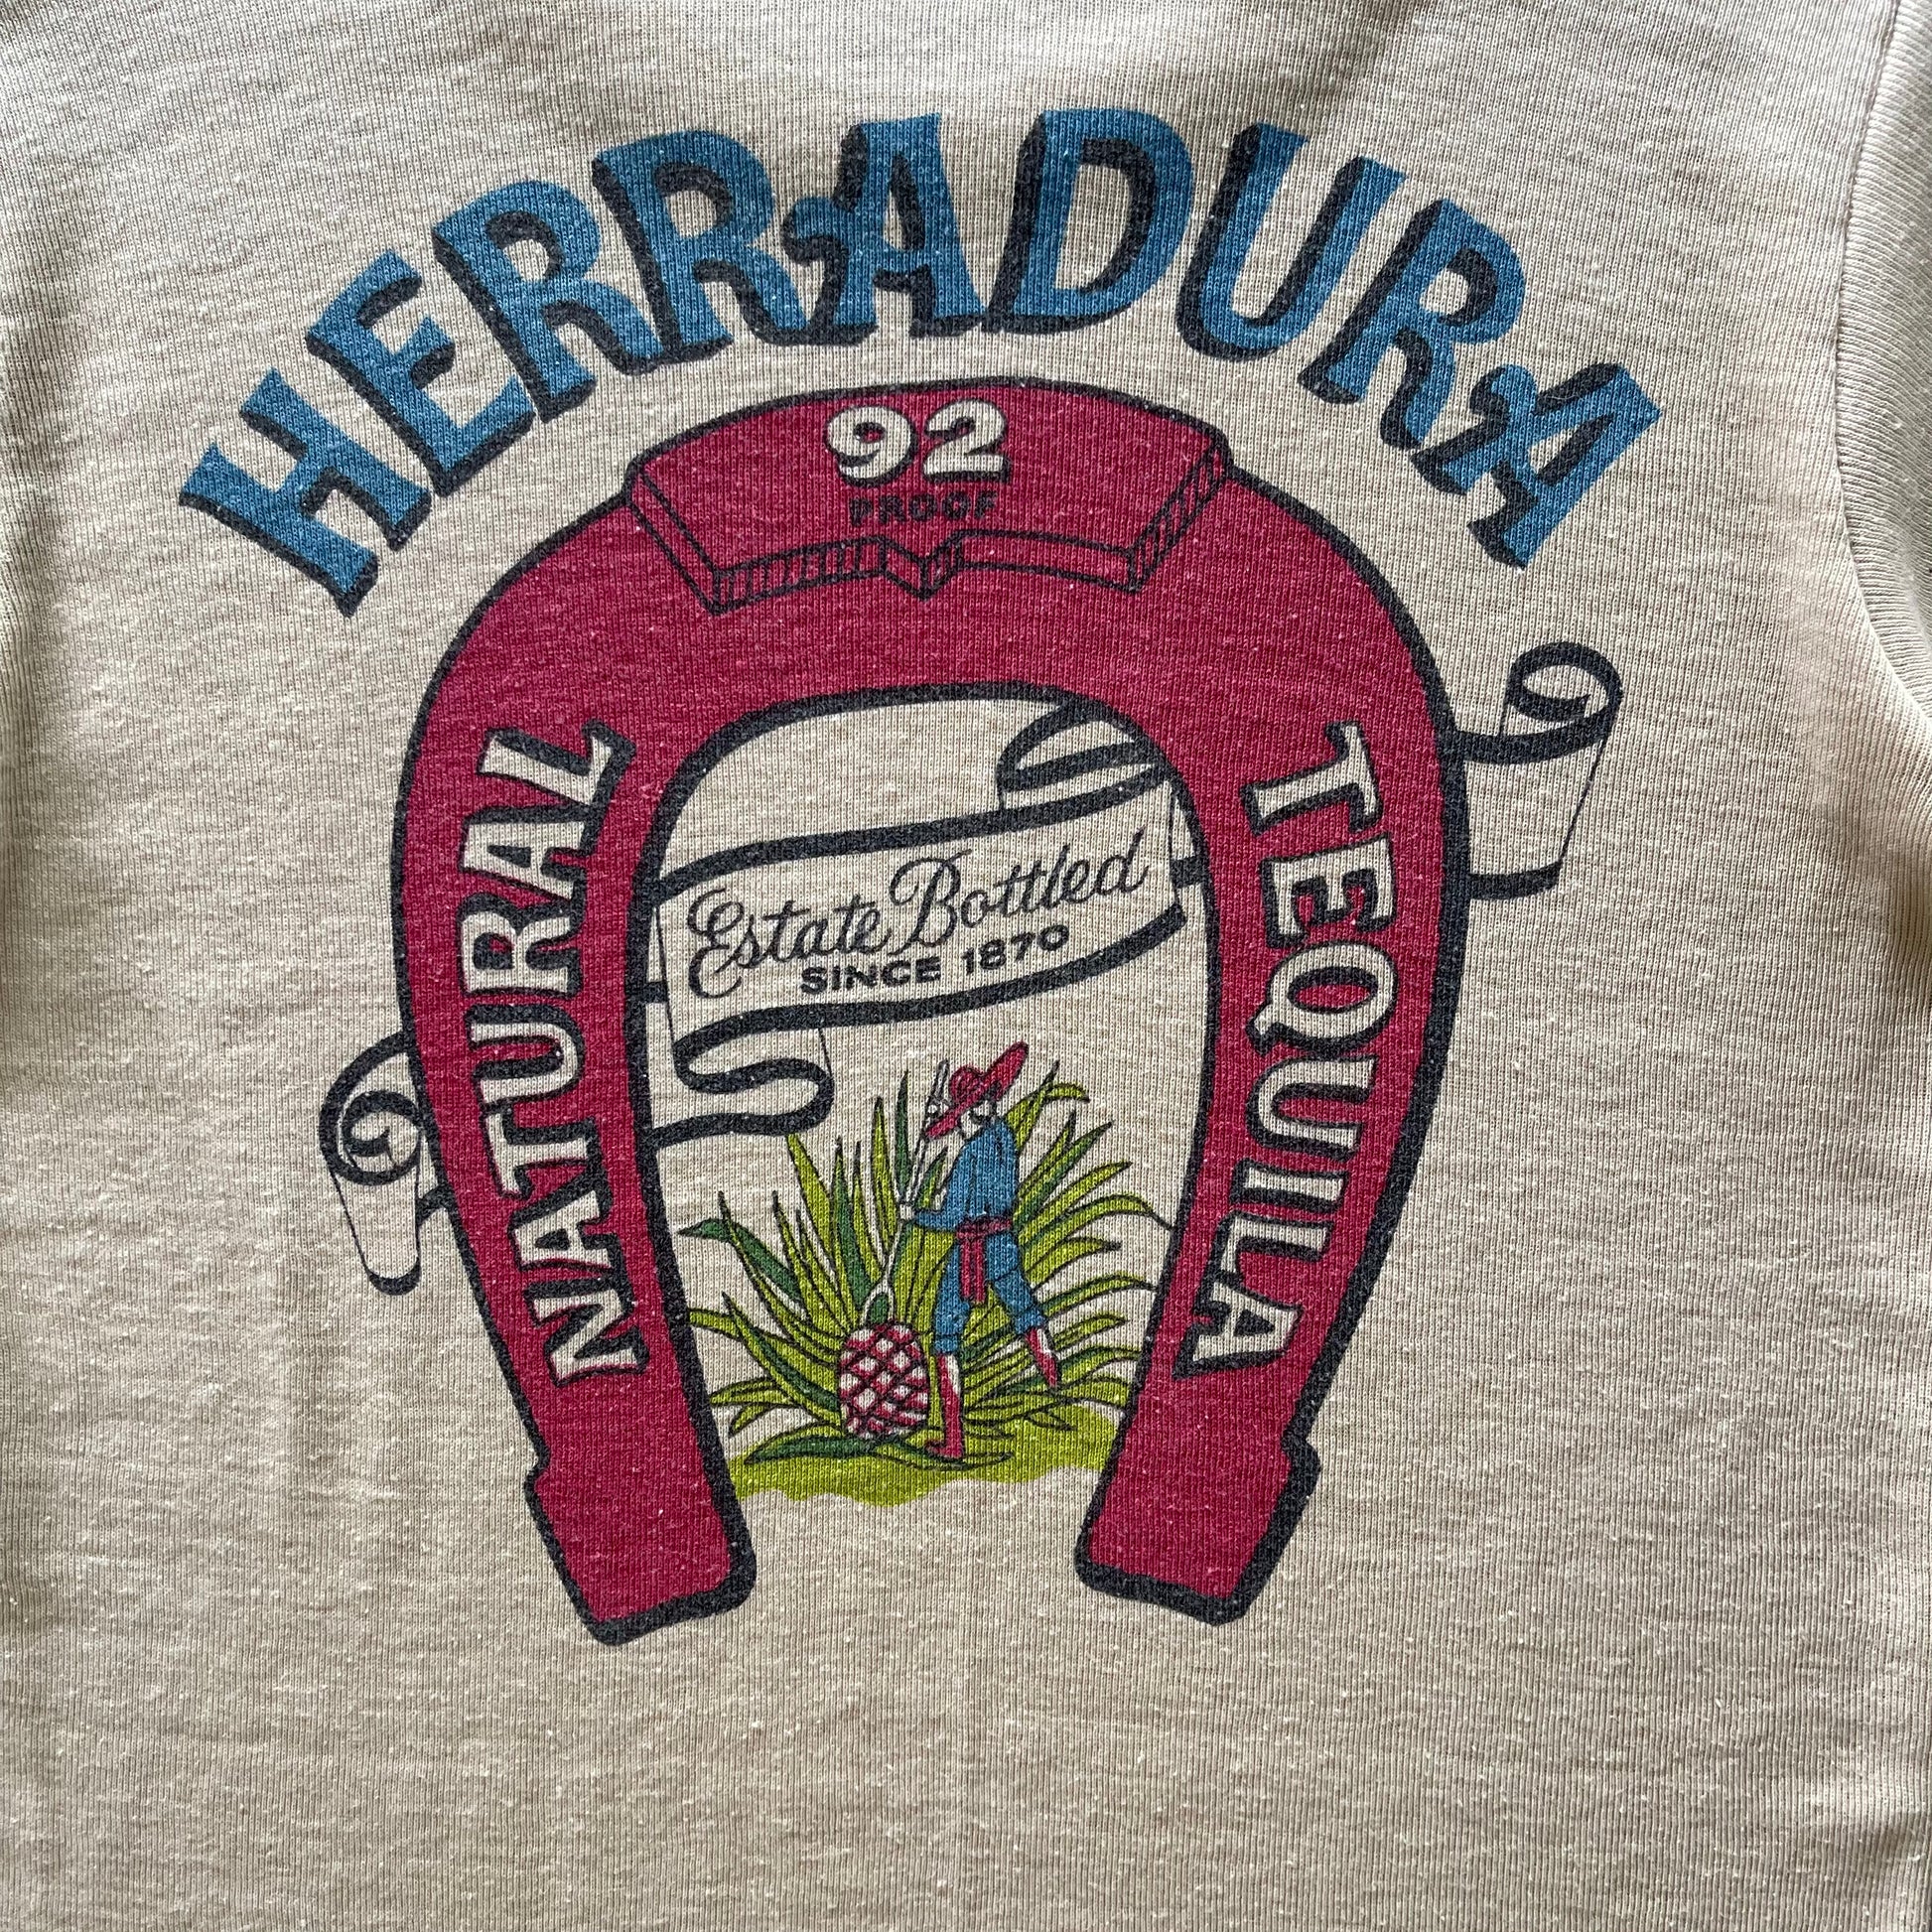 HERRADURA
92
PROOF
NATURAL
TEQUILA
Estate Bottled
SINCE 1870